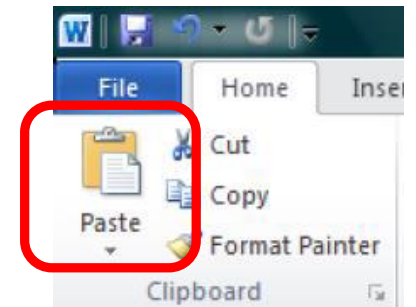 W
File Home Inse
Cut
Copy
Paste
Format Painter
Clipboard